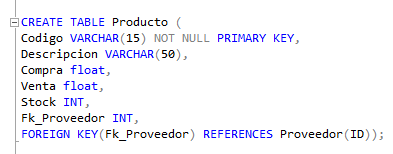 CREATE TABLE Producto (
Codigo VARCHAR(15) NOT NULL PRIMARY KEY,
Descripcion VARCHAR(50),
Compra float,
Venta float,
Stock INT,
Fk_Proveedor INT,
FOREIGN KEY(Fk_Proveedor) REFERENCES Proveedor(ID));